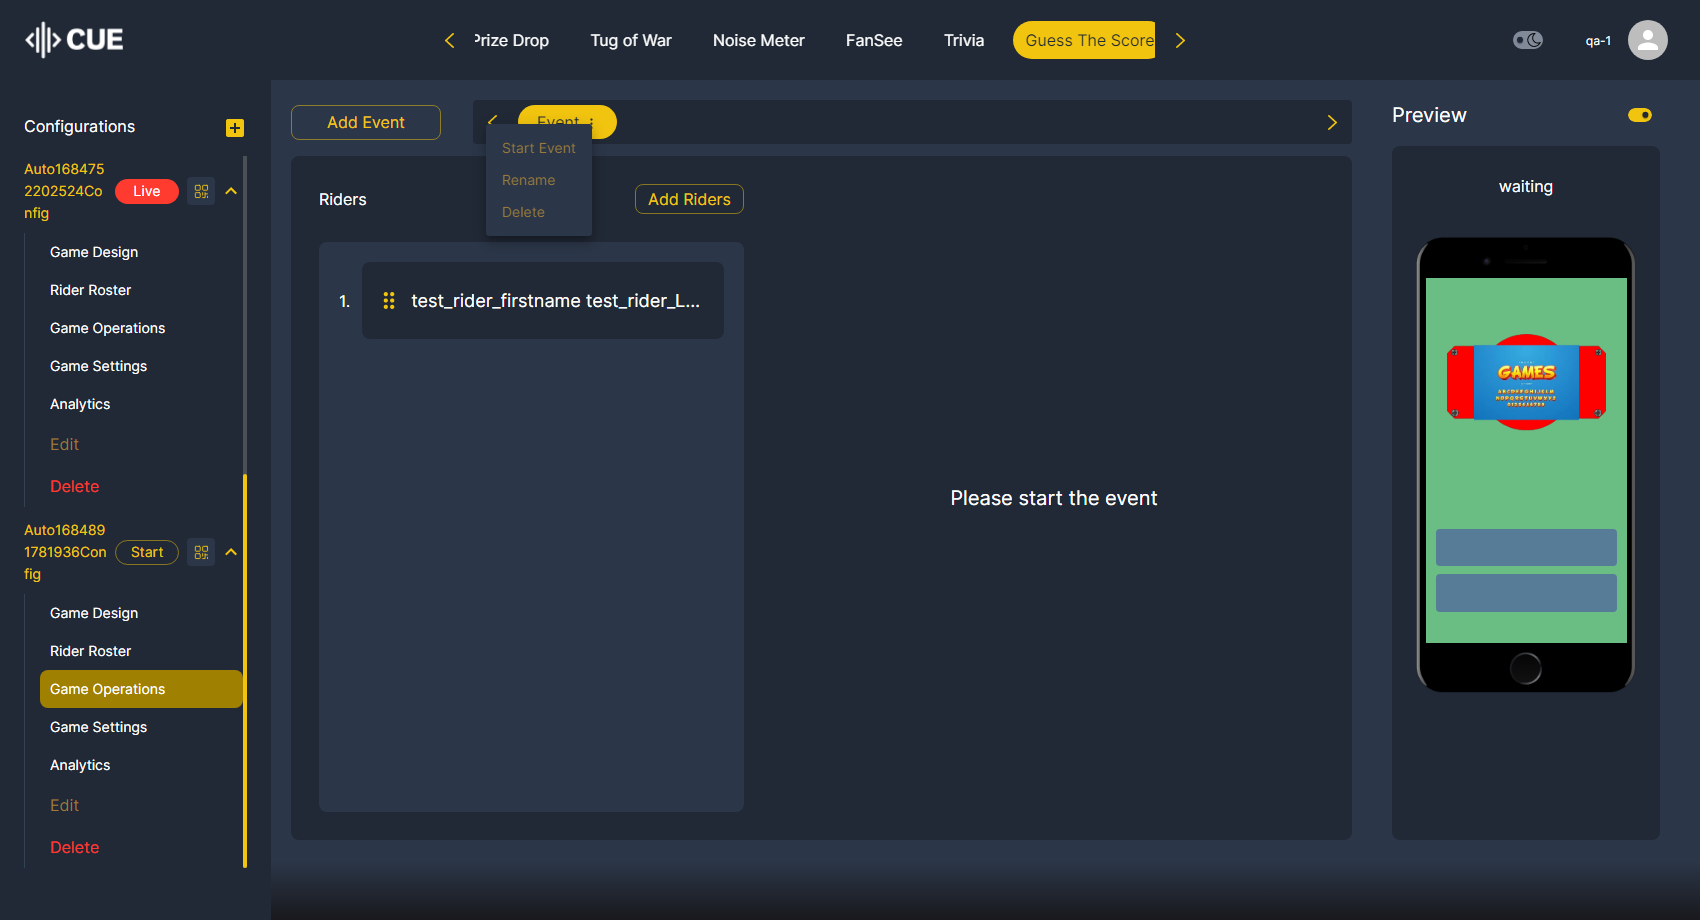 CUE
Prize Drop
Tug of War
Noise Meter
FanSee
Trivia
Guess The Score
qa-1
Configurations
Auto168475
2202524Co
nfig
Live
Game Design
Rider Roster
Game Operations
Game Settings
Analytics
Edit
Delete
Auto168489
1781936Con
fig
Start
Game Design
Rider Roster
Game Operations
Game Settings
Analytics
Edit
Delete
Add Event
Event
Start Event
Rename
Delete
Riders
Add Riders
1. test_rider_firstname test_rider_L...
Please start the event
Preview
waiting
GAMES